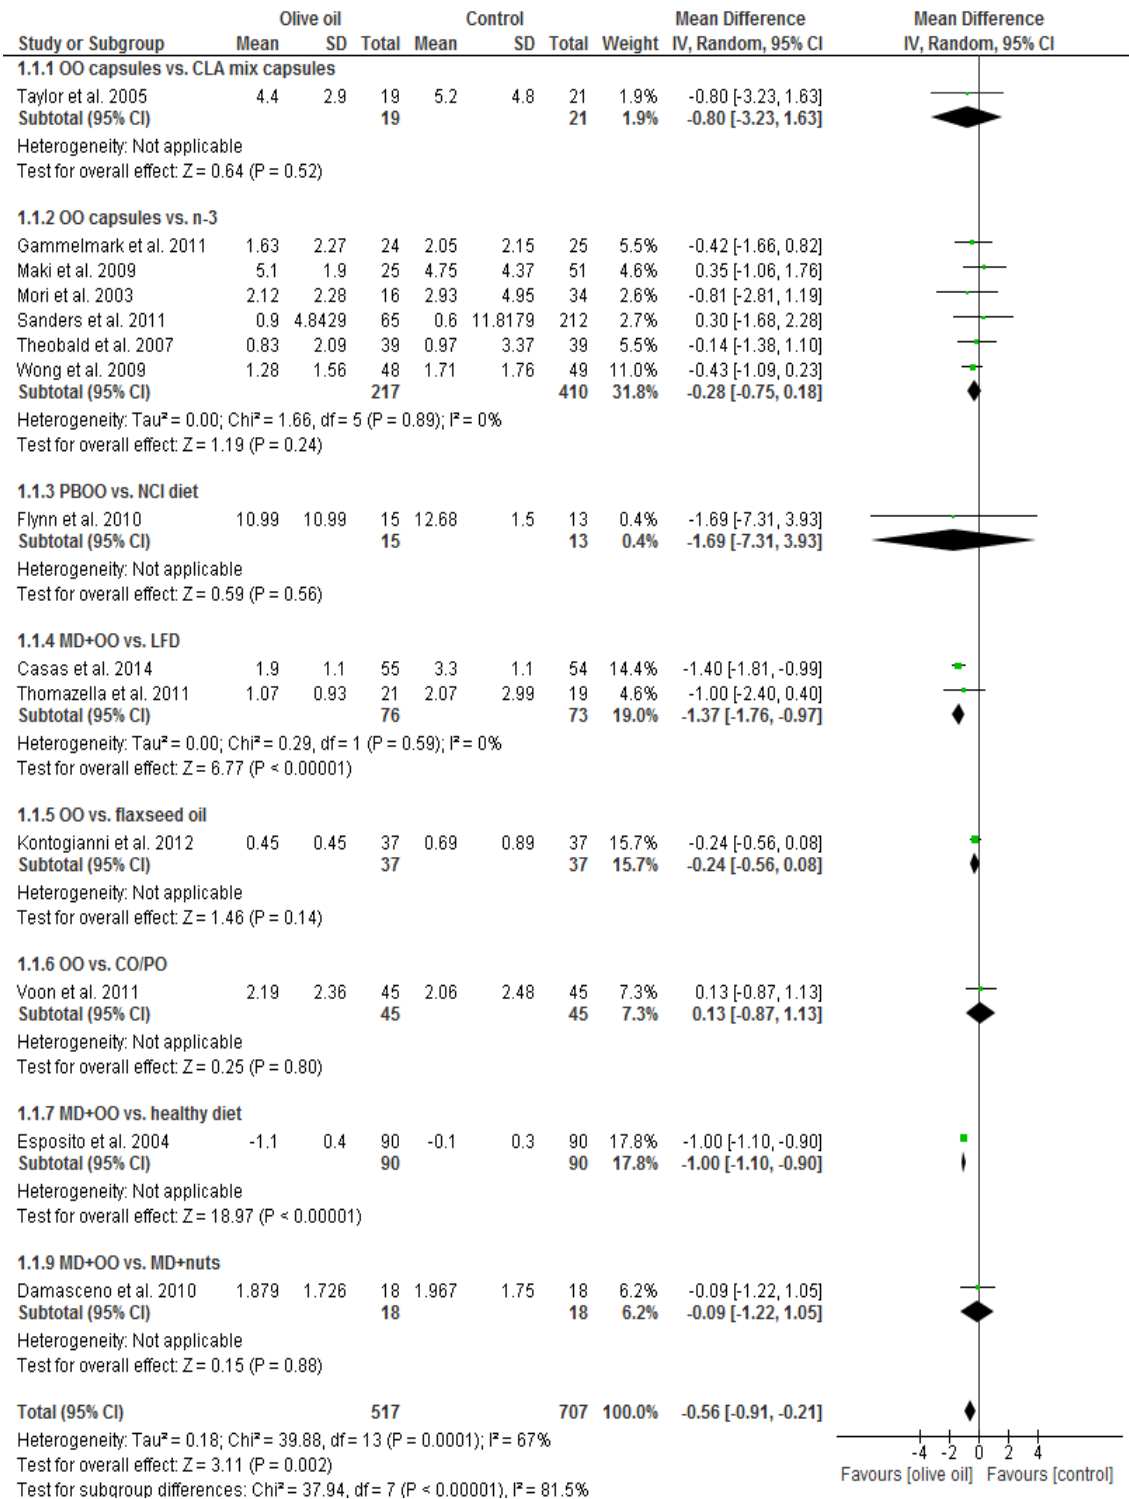 Olive oil Control Mean Difference Mean Difference
Study or Subgroup Mean SD Total Mean SD Total Weight IV, Random, 95% CI IV, Random, 95% CI
1.1.1 OO capsules vs. CLA mix capsules
Taylor et al. 2005 4.4 2.9 19 5.2 4.8 21 1.9% -0.80 [-3.23, 1.63]
Subtotal (95% CI) 19 21 1.9% -0.80 [-3.23, 1.63]
Heterogeneity: Not applicable
Test for overall effect: Z = 0.64 (P = 0.52)
1.1.2 OO capsules vs. n-3
Gammelmark et al. 2011 1.63 2.27 24 2.05 2.15 25 5.5% -0.42 [-1.66, 0.82]
Maki et al. 2009 5.1 1.9 25 4.75 4.37 51 4.6% 0.35 [-1.06, 1.76]
Mori et al. 2003 2.12 2.28 16 2.93 4.95 34 2.6% -0.81 [-2.81, 1.19]
Sanders et al. 2011 0.9 4.8429 65 0.6 11.8179 212 2.7% 0.30 [-1.68, 2.28]
Theobald et al. 2007 0.83 2.09 39 0.97 3.37 39 5.5% -0.14 [-1.38, 1.10]
Wong et al. 2009 1.28 1.56 48 1.71 1.76 49 11.0% -0.43 [-1.09, 0.23]
Subtotal (95% CI) 217 410 31.8% -0.28 [-0.75, 0.18]
Heterogeneity: Tau² = 0.00; Chi² = 1.66, df = 5 (P = 0.89); I² = 0%
Test for overall effect: Z = 1.19 (P = 0.24)
1.1.3 PBOO vs. NCI diet
Flynn et al. 2010 10.99 10.99 15 12.68 1.5 13 0.4% -1.69 [-7.31, 3.93]
Subtotal (95% CI) 15 13 0.4% -1.69 [-7.31, 3.93]
Heterogeneity: Not applicable
Test for overall effect: Z = 0.59 (P = 0.56)
1.1.4 MD+OO vs. LFD
Casas et al. 2014 1.9 1.1 55 3.3 1.1 54 14.4% -1.40 [-1.81, -0.99]
Thomazella et al. 2011 1.07 0.93 21 2.07 2.99 19 4.6% -1.00 [-2.40, 0.40]
Subtotal (95% CI) 76 73 19.0% -1.37 [-1.76, -0.97]
Heterogeneity: Tau² = 0.00; Chi² = 0.29, df = 1 (P = 0.59); I² = 0%
Test for overall effect: Z = 6.77 (P < 0.00001)
1.1.5 OO vs. flaxseed oil
Kontogianni et al. 2012 0.45 0.45 37 0.69 0.89 37 15.7% -0.24 [-0.56, 0.08]
Subtotal (95% CI) 37 37 15.7% -0.24 [-0.56, 0.08]
Heterogeneity: Not applicable
Test for overall effect: Z = 1.46 (P = 0.14)
1.1.6 OO vs. CO/PO
Voon et al. 2011 2.19 2.36 45 2.06 2.48 45 7.3% 0.13 [-0.87, 1.13]
Subtotal (95% CI) 45 45 7.3% 0.13 [-0.87, 1.13]
Heterogeneity: Not applicable
Test for overall effect: Z = 0.25 (P = 0.80)
1.1.7 MD+OO vs. healthy diet
Esposito et al. 2004 -1.1 0.4 90 -0.1 0.3 90 17.8% -1.00 [-1.10, -0.90]
Subtotal (95% CI) 90 90 17.8% -1.00 [-1.10, -0.90]
Heterogeneity: Not applicable
Test for overall effect: Z = 18.97 (P < 0.00001)
1.1.9 MD+OO vs. MD+nuts
Damasceno et al. 2010 1.879 1.726 18 1.967 1.75 18 6.2% -0.09 [-1.22, 1.05]
Subtotal (95% CI) 18 18 6.2% -0.09 [-1.22, 1.05]
Heterogeneity: Not applicable
Test for overall effect: Z = 0.15 (P = 0.88)
Total (95% CI) 517 707 100.0% -0.56 [-0.91, -0.21]
Heterogeneity: Tau² = 0.18; Chi² = 39.88, df = 13 (P = 0.0001); I² = 67%
Test for overall effect: Z = 3.11 (P = 0.002)
Test for subgroup differences: Chi² = 37.94, df = 7 (P < 0.00001), I² = 81.5%
-4 -2 0 2 4
Favours [olive oil] Favours [control]